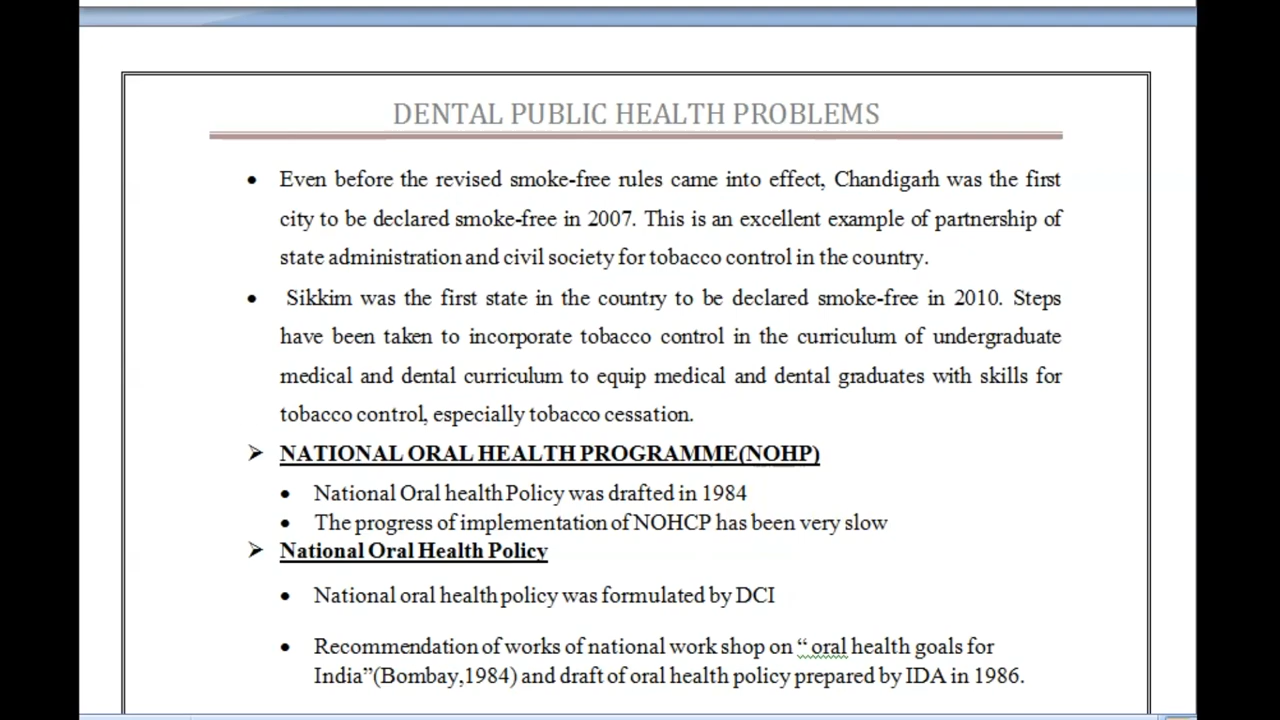 DENTAL PUBLIC HEALTH PROBLEMS
• Even before the revised smoke-free rules came into effect, Chandigarh was the first
city to be declared smoke-free in 2007. This is an excellent example of partnership of
state administration and civil society for tobacco control in the country.
• Sikkim was the first state in the country to be declared smoke-free in 2010. Steps
have been taken to incorporate tobacco control in the curriculum of undergraduate
medical and dental curriculum to equip medical and dental graduates with skills for
tobacco control, especially tobacco cessation.
➢ NATIONAL ORAL HEALTH PROGRAMME(NOHP)
• National Oral health Policy was drafted in 1984
• The progress of implementation of NOHCP has been very slow
➢ National Oral Health Policy
• National oral health policy was formulated by DCI
• Recommendation of works of national work shop on “ oral health goals for
India”(Bombay,1984) and draft of oral health policy prepared by IDA in 1986.